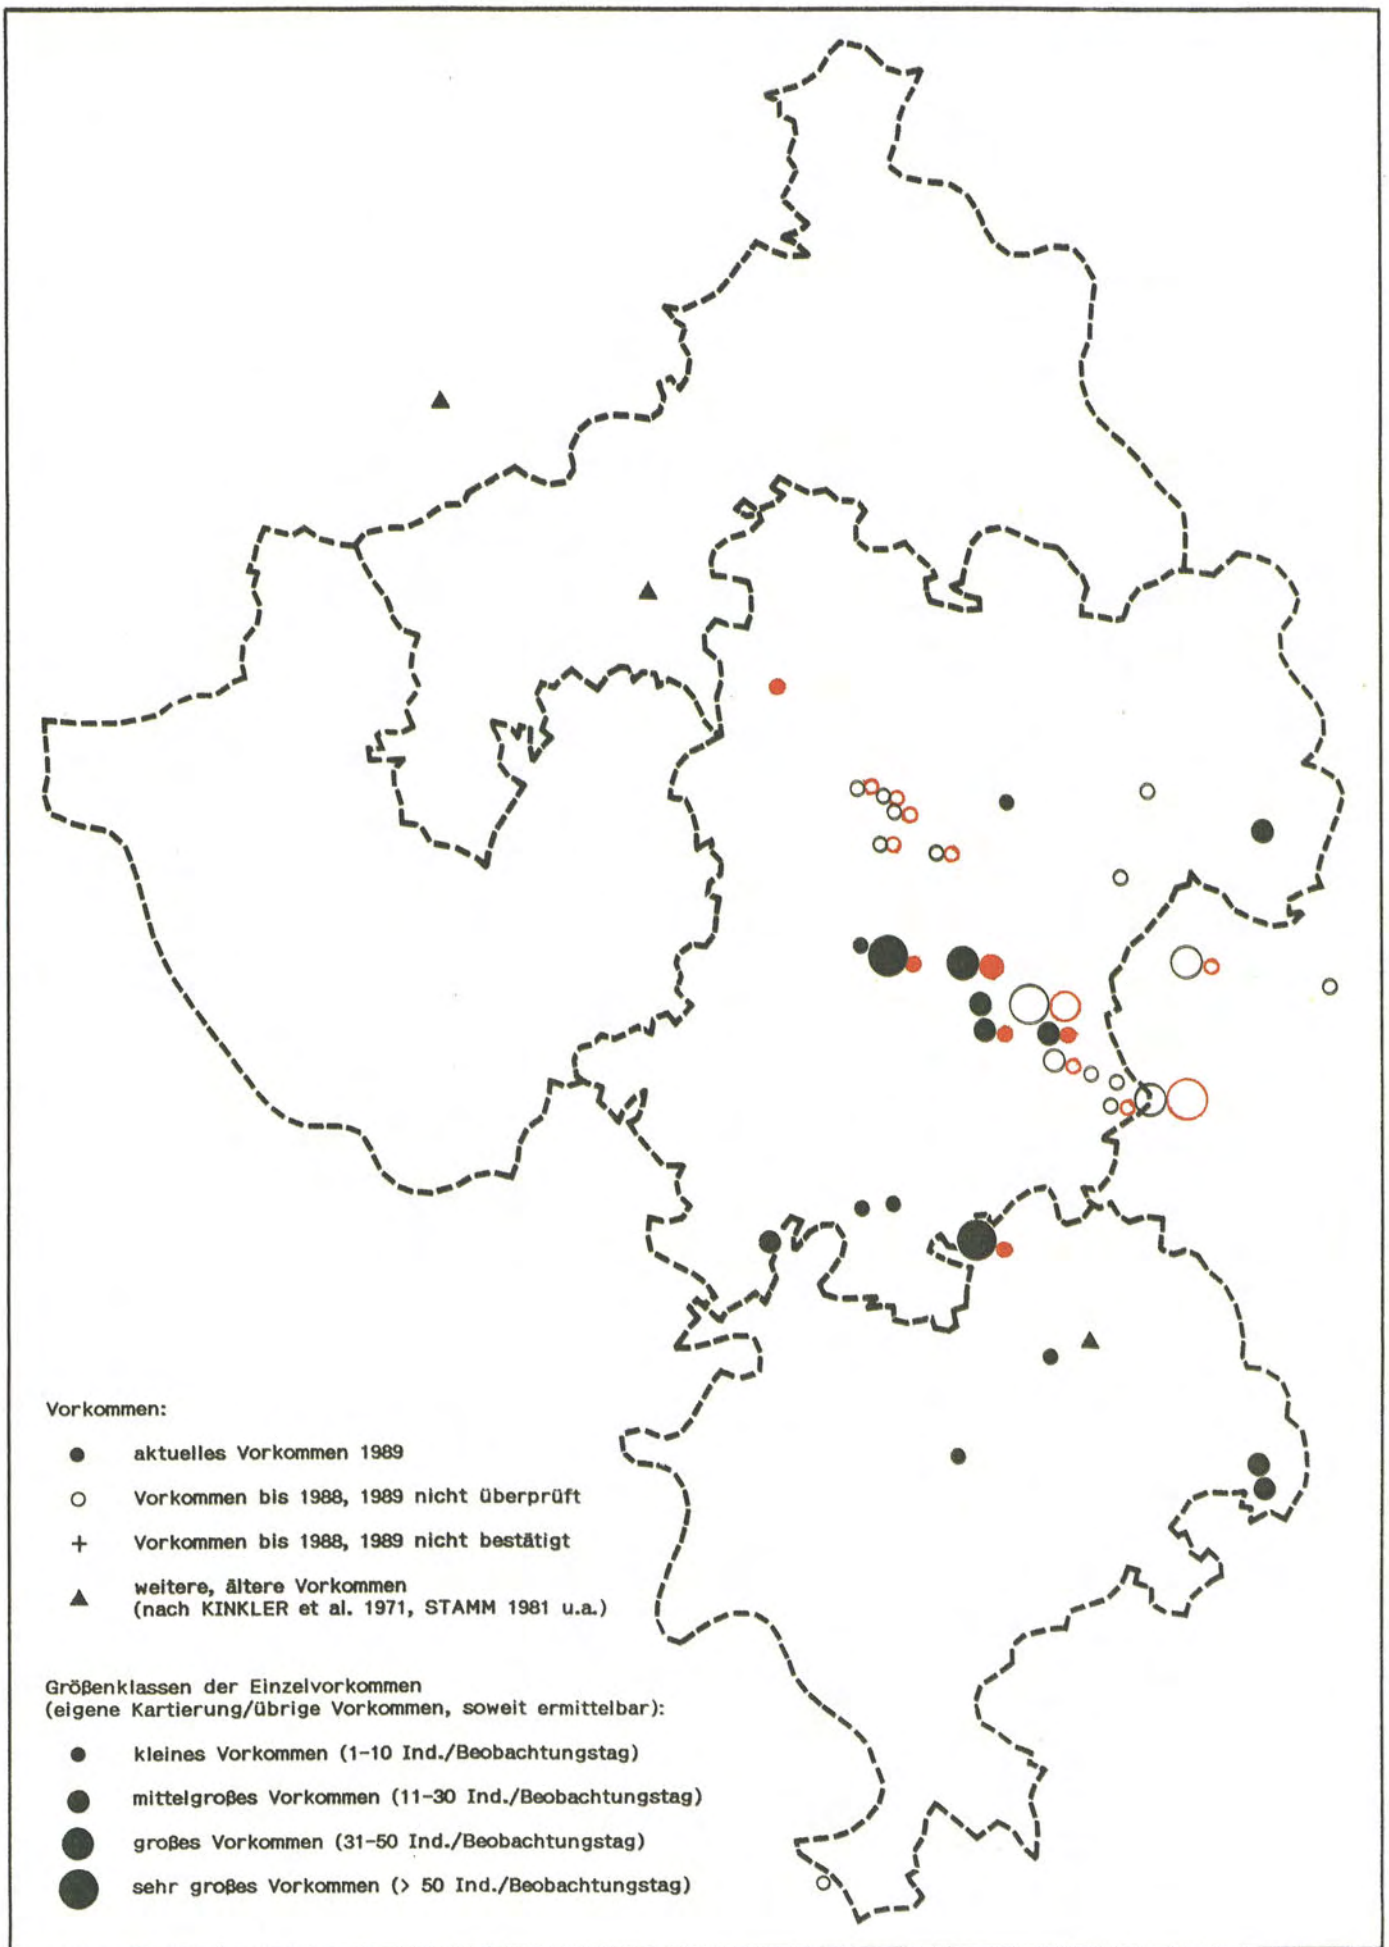 Vorkommen:
aktuelles Vorkommen 1989
Vorkommen bis 1988, 1989 nicht überprüft
Vorkommen bis 1988, 1989 nicht bestätigt
weitere, ältere Vorkommen
(nach KINKLER et al. 1971, STAMM 1981 u.a.)
Größenklassen der Einzelvorkommen
(eigene Kartierung/übrige Vorkommen, soweit ermittelbar):
kleines Vorkommen (1-10 Ind./Beobachtungstag)
mittelgroßes Vorkommen (11-30 Ind./Beobachtungstag)
großes Vorkommen (31-50 Ind./Beobachtungstag)
sehr großes Vorkommen (> 50 Ind./Beobachtungstag)